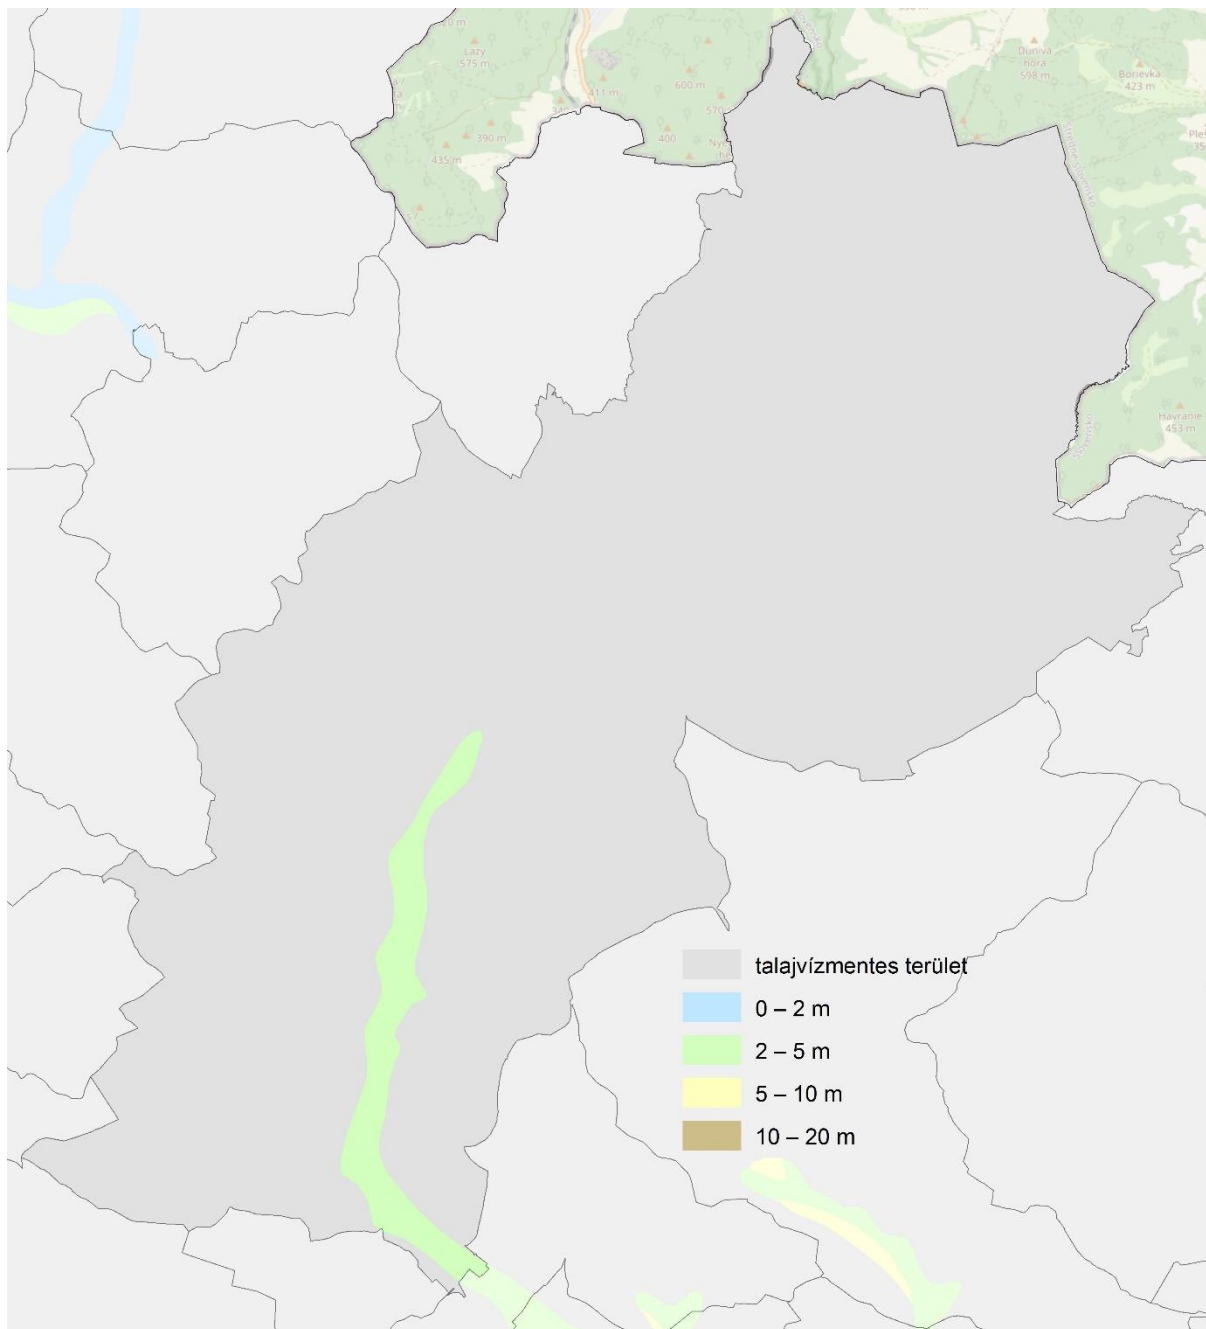 Lazy
575 m
411 m
600 m
570
400
390 m
435 m
Dunivá
hora
598 m
Borievka
423 m
Havranie
453 m
talajvízmentes terület
0 – 2 m
2 – 5 m
5 – 10 m
10 – 20 m